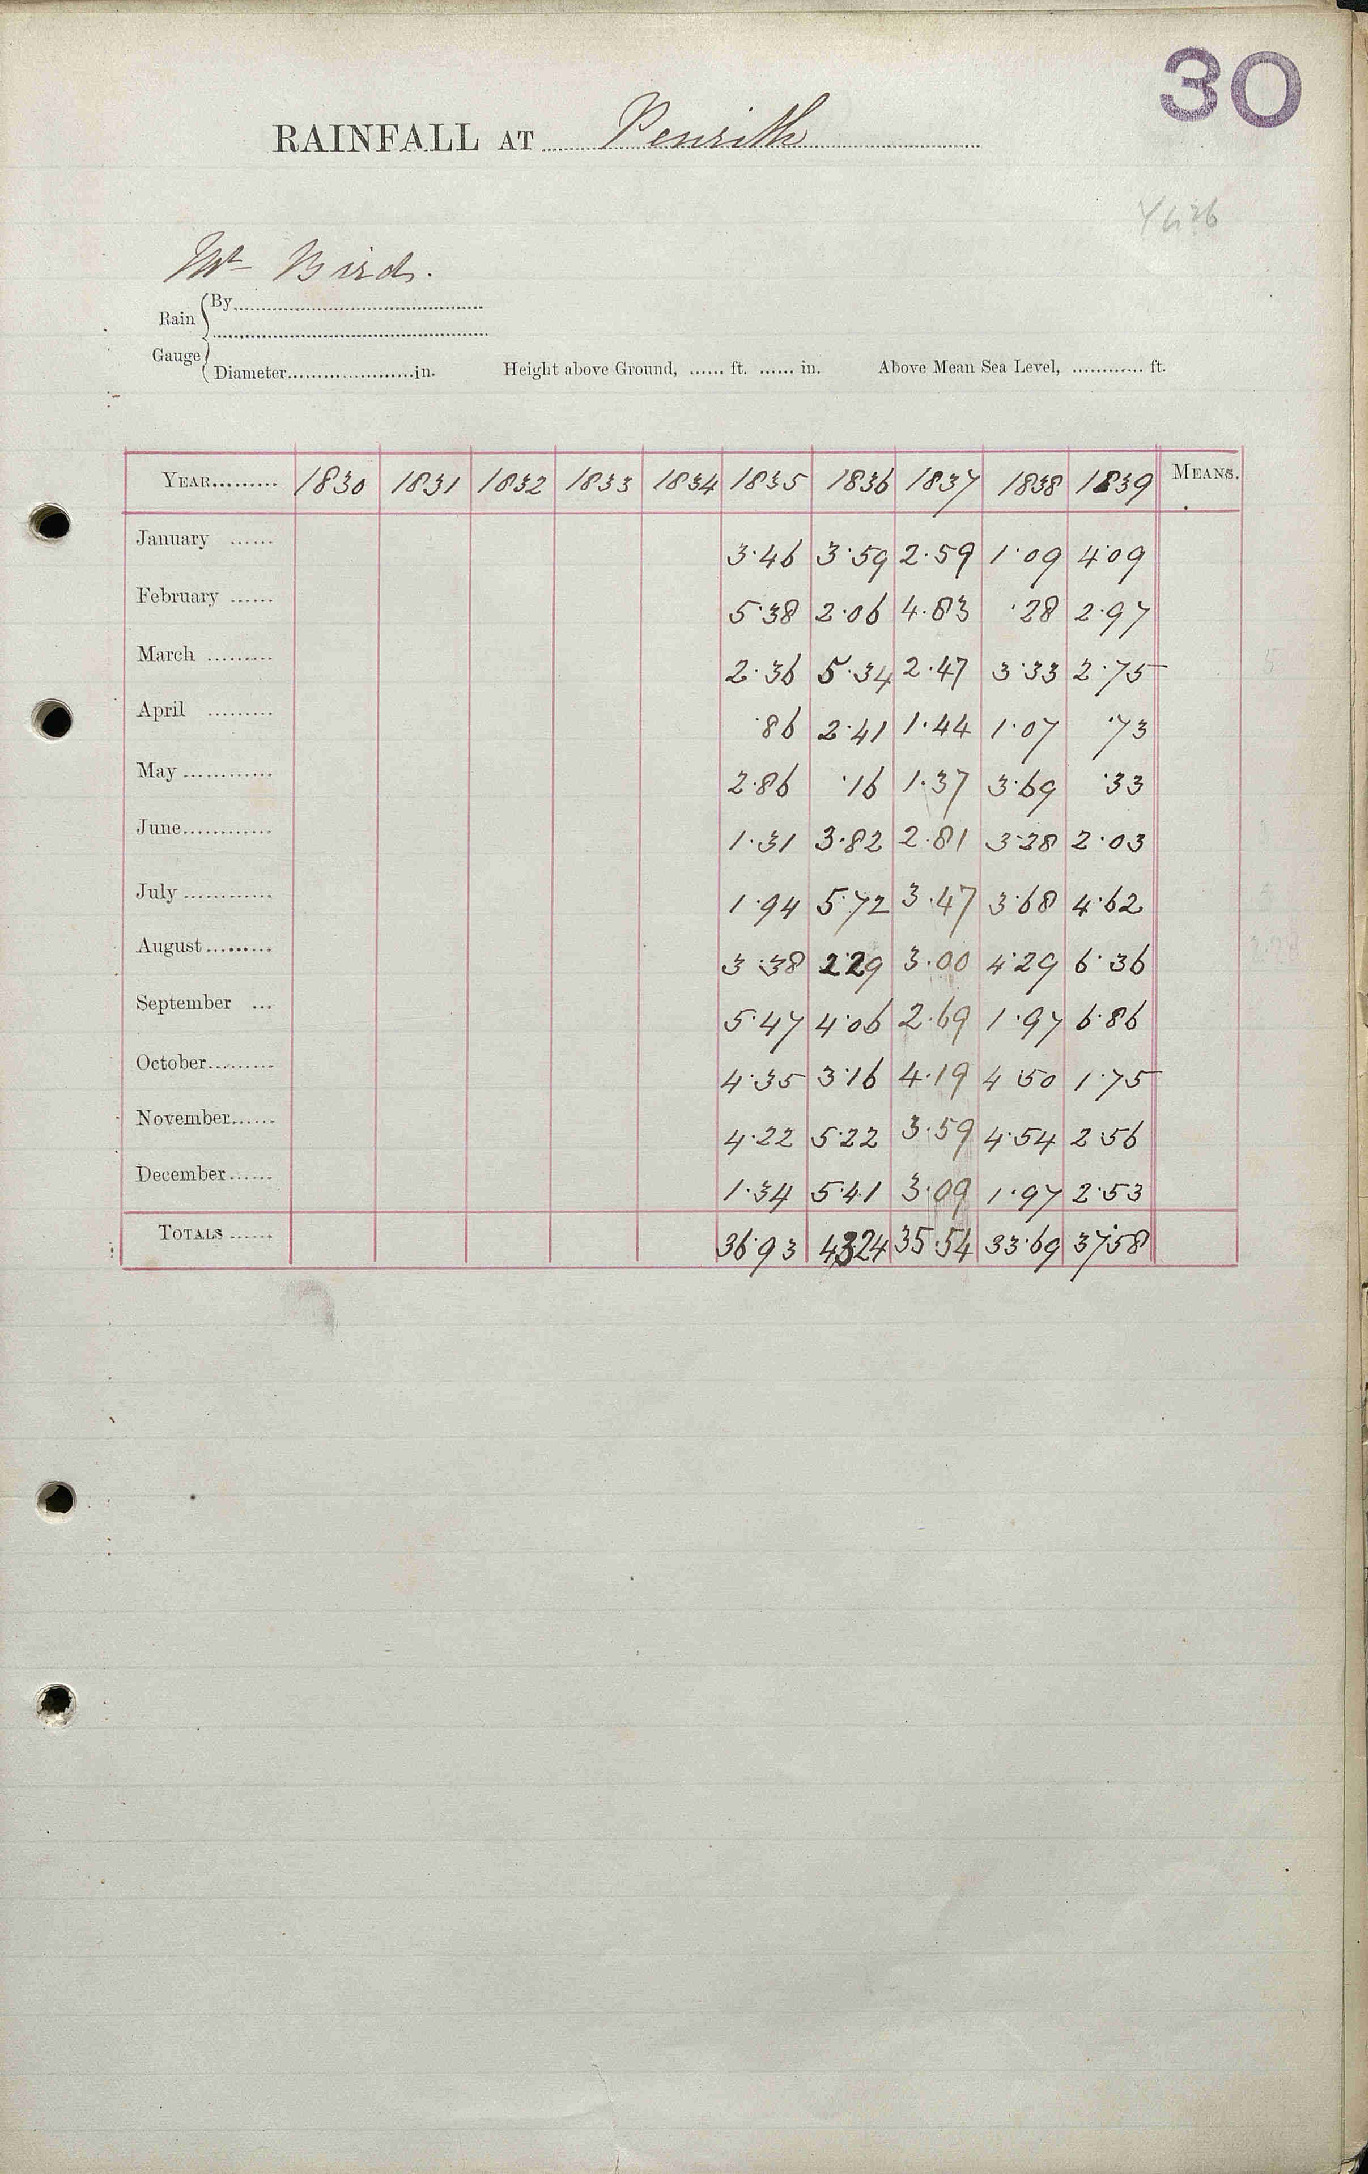 30
RAINFALL AT Penrith
Mr Bird.
Rain Gauge { By
Diameter in. Height above Ground, ft. in. Above Mean Sea Level, ft.
YEAR 1830 1831 1832 1833 1834 1835 1836 1837 1838 1839 MEANS.
January 3.46 3.59 2.59 1.09 4.09
February 5.38 2.06 4.83 .28 2.97
March 2.36 5.34 2.47 3.33 2.75
April .86 2.41 1.44 1.07 .73
May 2.86 .16 1.37 3.69 .33
June 1.31 3.82 2.81 3.28 2.03
July 1.94 5.72 3.47 3.68 4.62
August 3.38 2.29 3.00 4.29 6.36
September 5.47 4.06 2.69 1.97 6.86
October 4.35 3.16 4.19 4.50 1.75
November 4.22 5.22 3.59 4.54 2.56
December 1.34 5.41 3.09 1.97 2.53
TOTALS 36.93 43.24 35.54 33.69 37.58